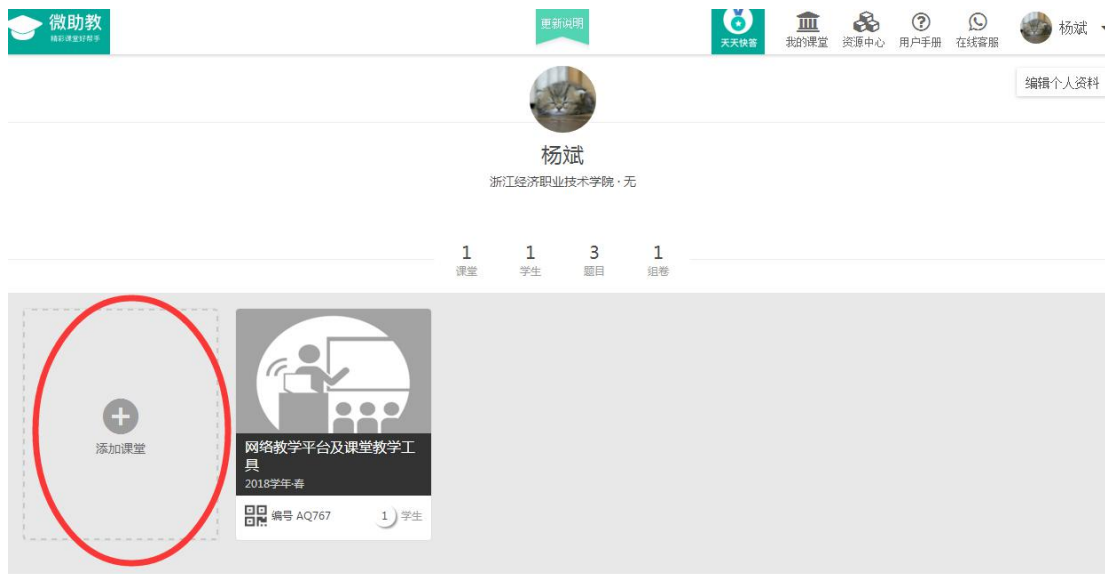 微助教
精彩课堂好帮手
更新说明
天天快答
我的课堂
资源中心
用户手册
在线客服
杨斌
编辑个人资料
杨斌
浙江经济职业技术学院·无
1 1 3 1
课堂 学生 题目 组卷
添加课堂
网络教学平台及课堂教学工
具
2018学年-春
编号 AQ767 1 学生